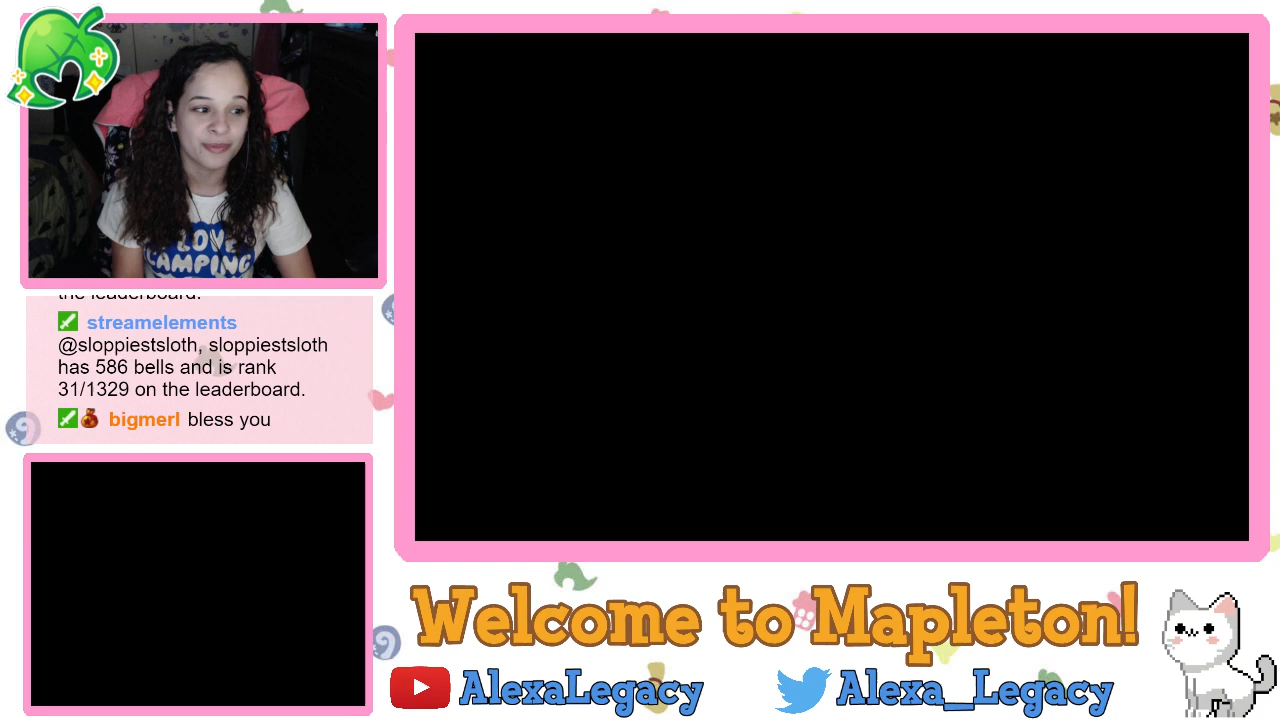 LOVE
CAMPING
the leaderboard.
streamelements
@sloppiestsloth, sloppiestsloth
has 586 bells and is rank
31/1329 on the leaderboard.
bigmerl bless you
Welcome to Mapleton!
AlexaLegacy
Alexa__Legacy